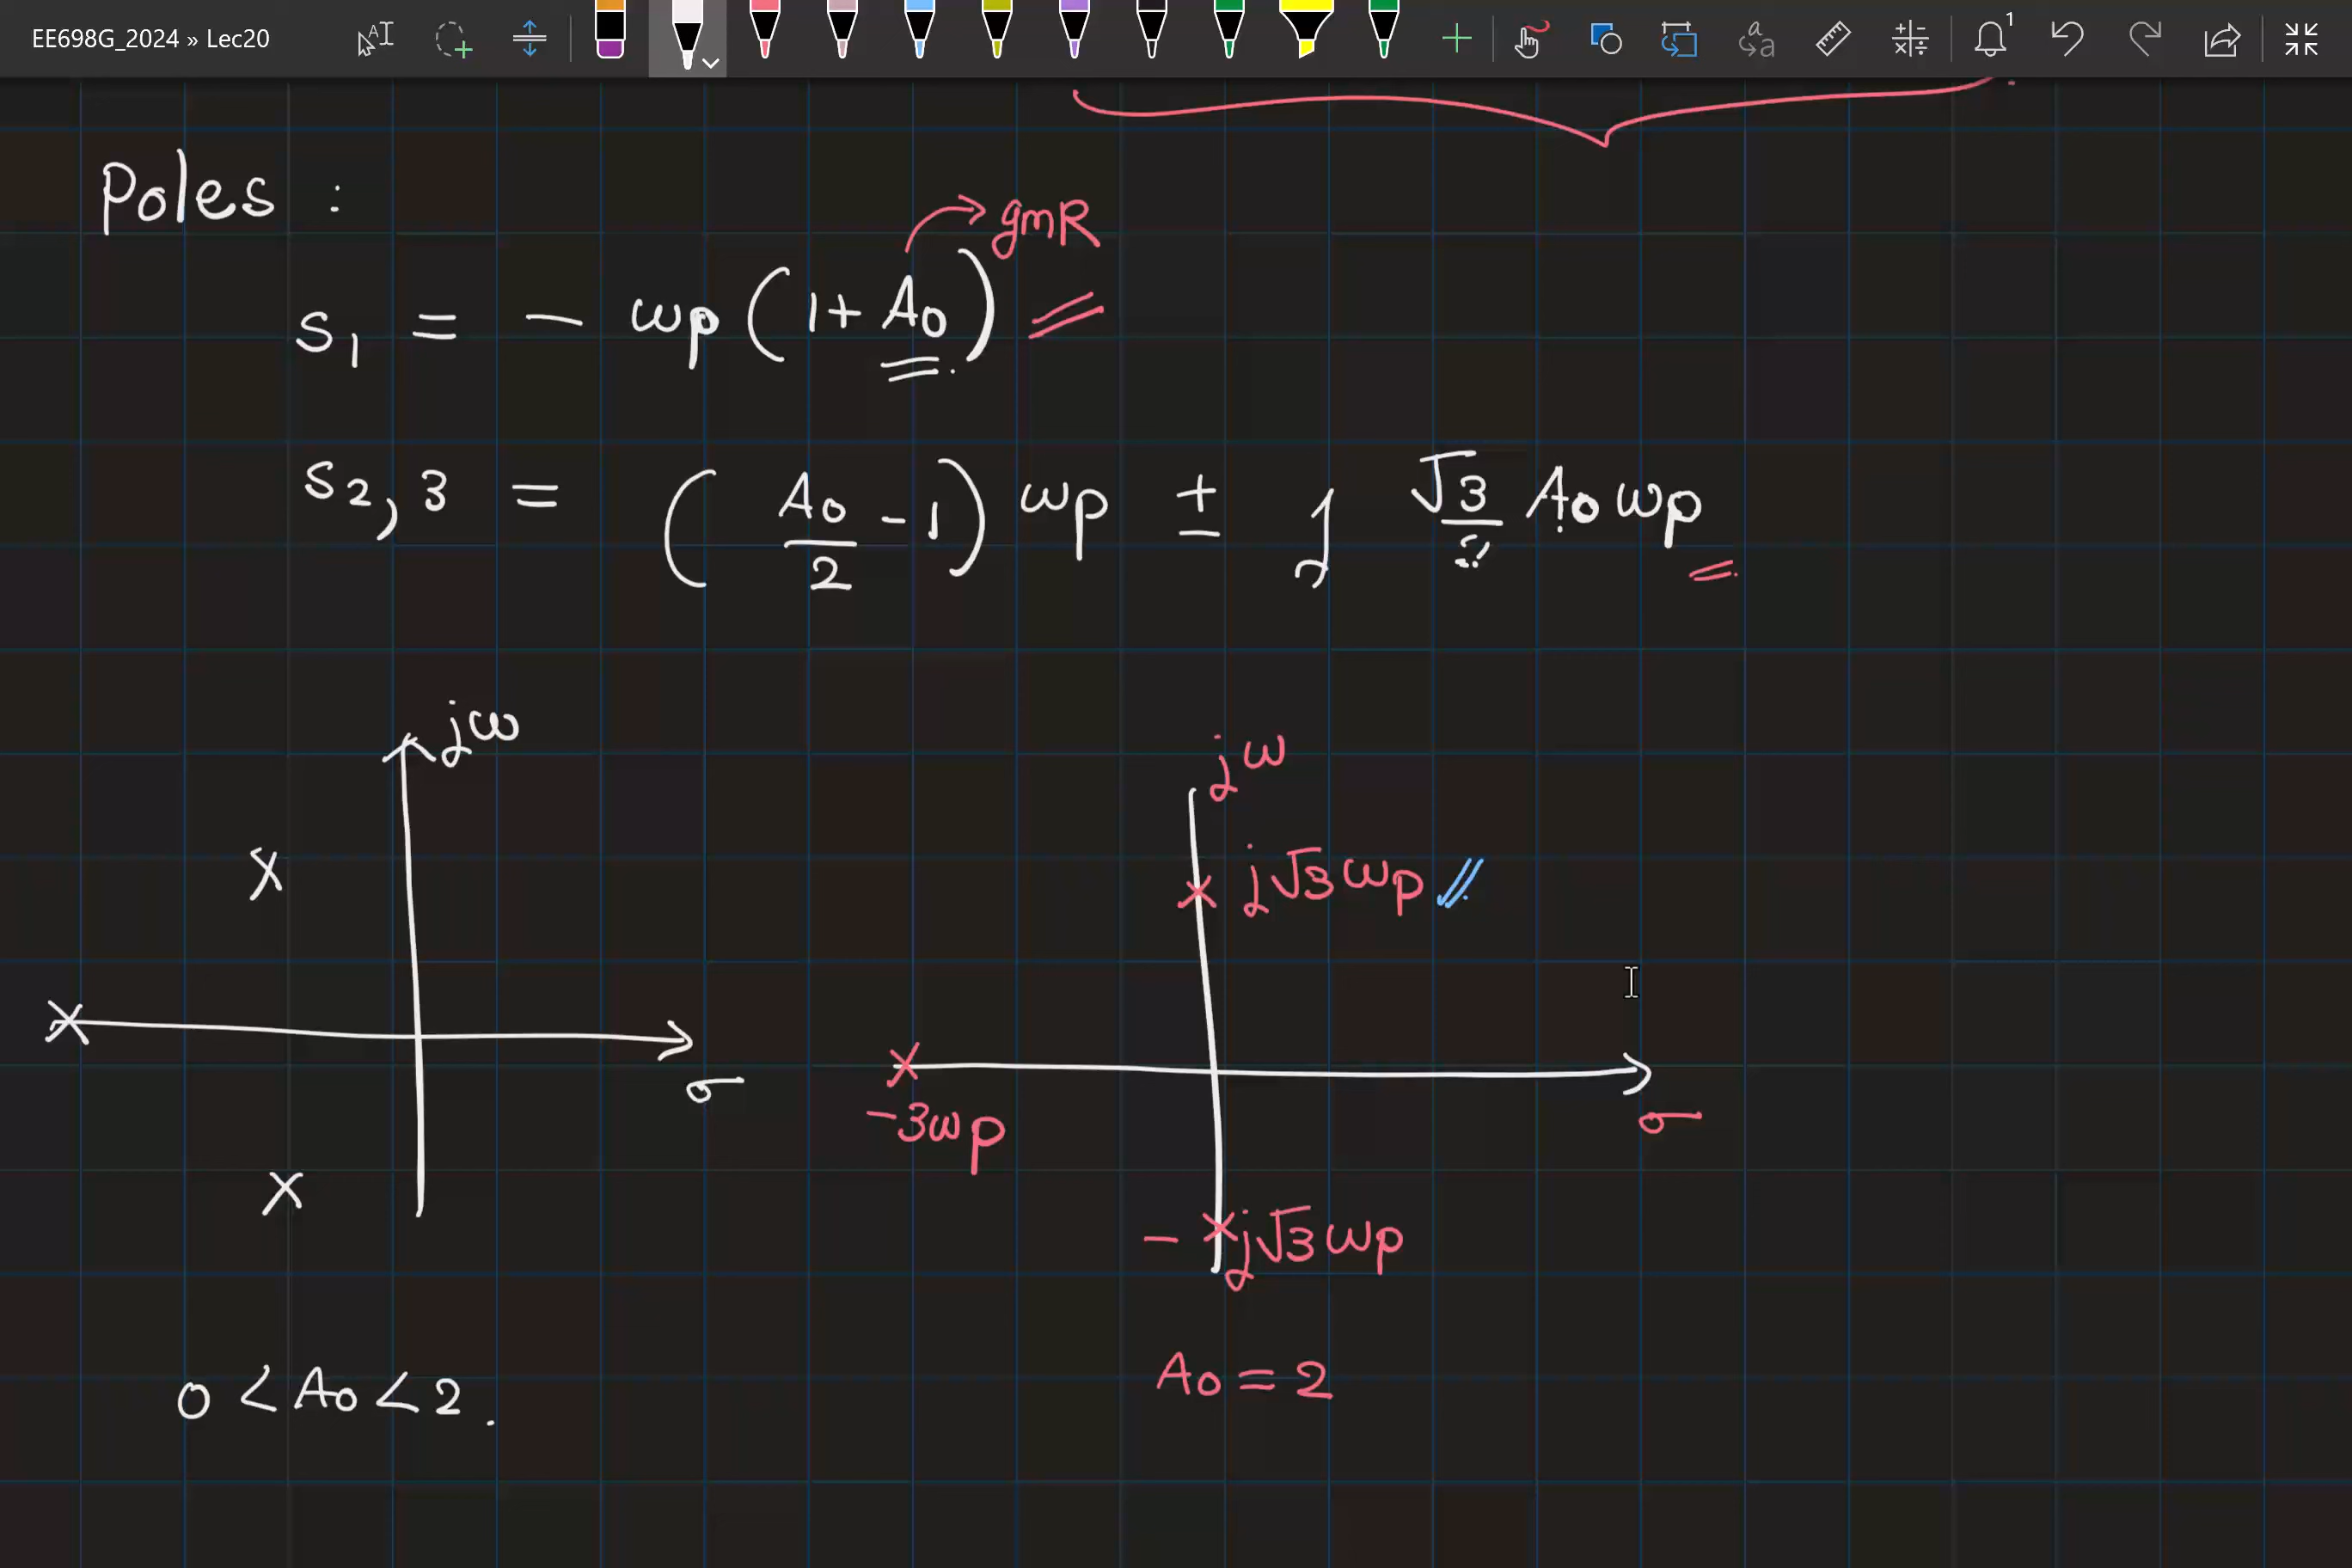 EE698G_2024 » Lec20
Poles :
gmR
s₁ = - ωp (1 + A₀)
s₂,₃ = (A₀/2 - 1) ωp ± j √3/2 A₀ ωp
jω
jω
j√3 ωp
σ
-3ωp
σ
- j√3 ωp
A₀ = 2
0 < A₀ < 2.